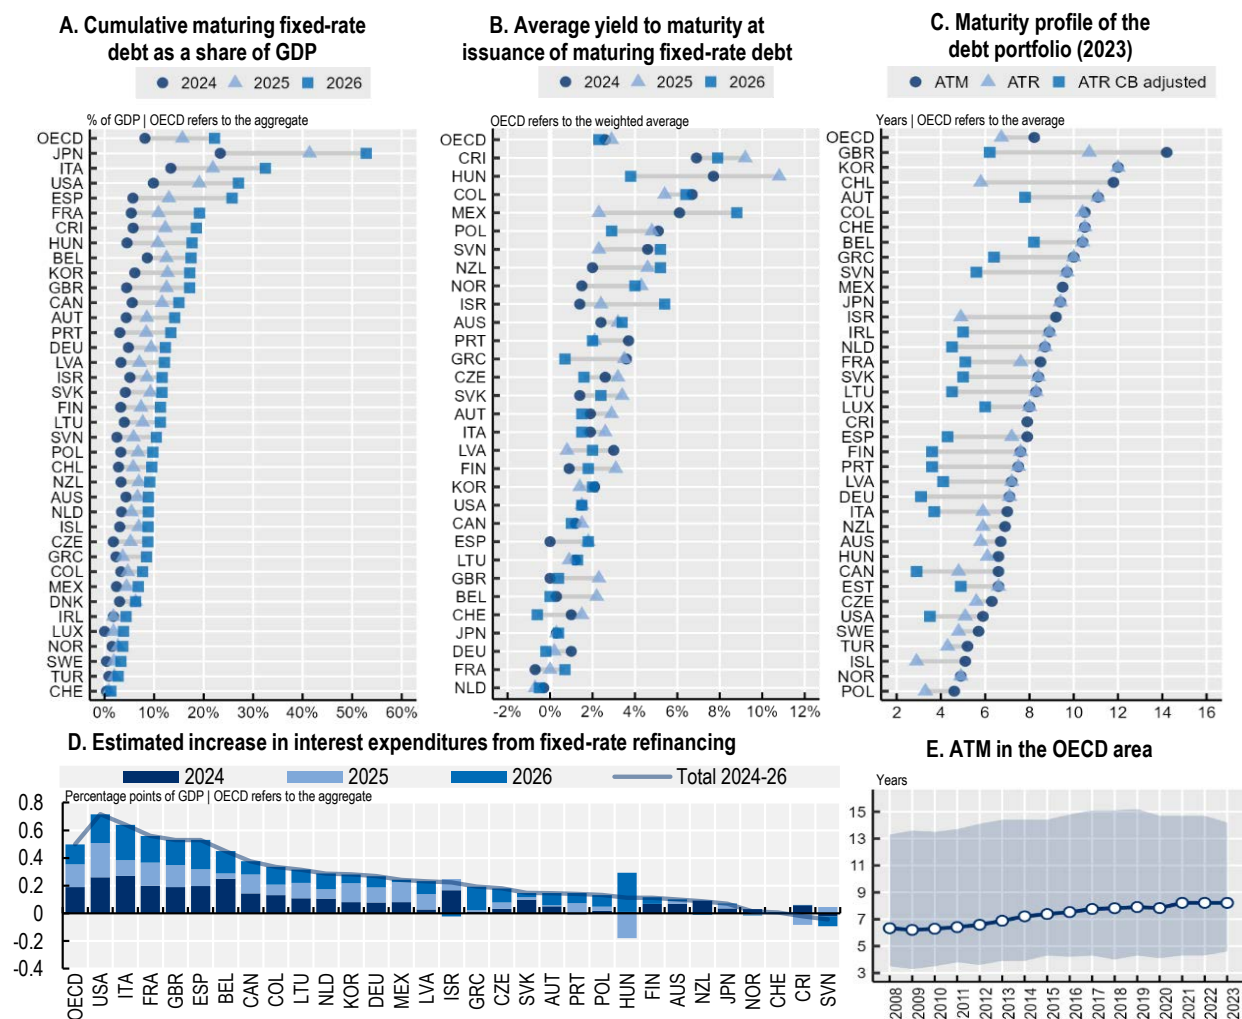 A. Cumulative maturing fixed-rate
debt as a share of GDP
2024 2025 2026
% of GDP | OECD refers to the aggregate
OECD
JPN
ITA
USA
ESP
FRA
CRI
HUN
BEL
KOR
GBR
CAN
AUT
PRT
DEU
LVA
ISR
SVK
FIN
LTU
SVN
POL
CHL
NZL
AUS
NLD
ISL
CZE
GRC
COL
MEX
DNK
IRL
LUX
NOR
SWE
TUR
CHE
0% 10% 20% 30% 40% 50% 60%
B. Average yield to maturity at
issuance of maturing fixed-rate debt
2024 2025 2026
OECD refers to the weighted average
OECD
CRI
HUN
COL
MEX
POL
SVN
NZL
NOR
ISR
AUS
PRT
GRC
CZE
SVK
AUT
ITA
LVA
FIN
KOR
USA
CAN
ESP
LTU
GBR
BEL
CHE
JPN
DEU
FRA
NLD
-2% 0% 2% 4% 6% 8% 10% 12%
C. Maturity profile of the
debt portfolio (2023)
ATM ATR ATR CB adjusted
Years | OECD refers to the average
OECD
GBR
KOR
CHL
AUT
COL
CHE
BEL
GRC
SVN
MEX
JPN
ISR
IRL
NLD
FRA
SVK
LTU
LUX
CRI
ESP
FIN
PRT
LVA
DEU
ITA
NZL
AUS
HUN
CAN
EST
CZE
USA
SWE
TUR
ISL
NOR
POL
2 4 6 8 10 12 14 16
D. Estimated increase in interest expenditures from fixed-rate refinancing
2024 2025 2026 Total 2024-26
Percentage points of GDP | OECD refers to the aggregate
0.8
0.6
0.4
0.2
0
-0.2
-0.4
OECD USA ITA FRA GBR ESP BEL CAN COL LTU NLD KOR DEU MEX LVA ISR GRC CZE SVK AUT PRT POL HUN FIN AUS NZL JPN NOR CHE CRI SVN
E. ATM in the OECD area
Years
15
13
11
9
7
5
3
2008 2009 2010 2011 2012 2013 2014 2015 2016 2017 2018 2019 2020 2021 2022 2023